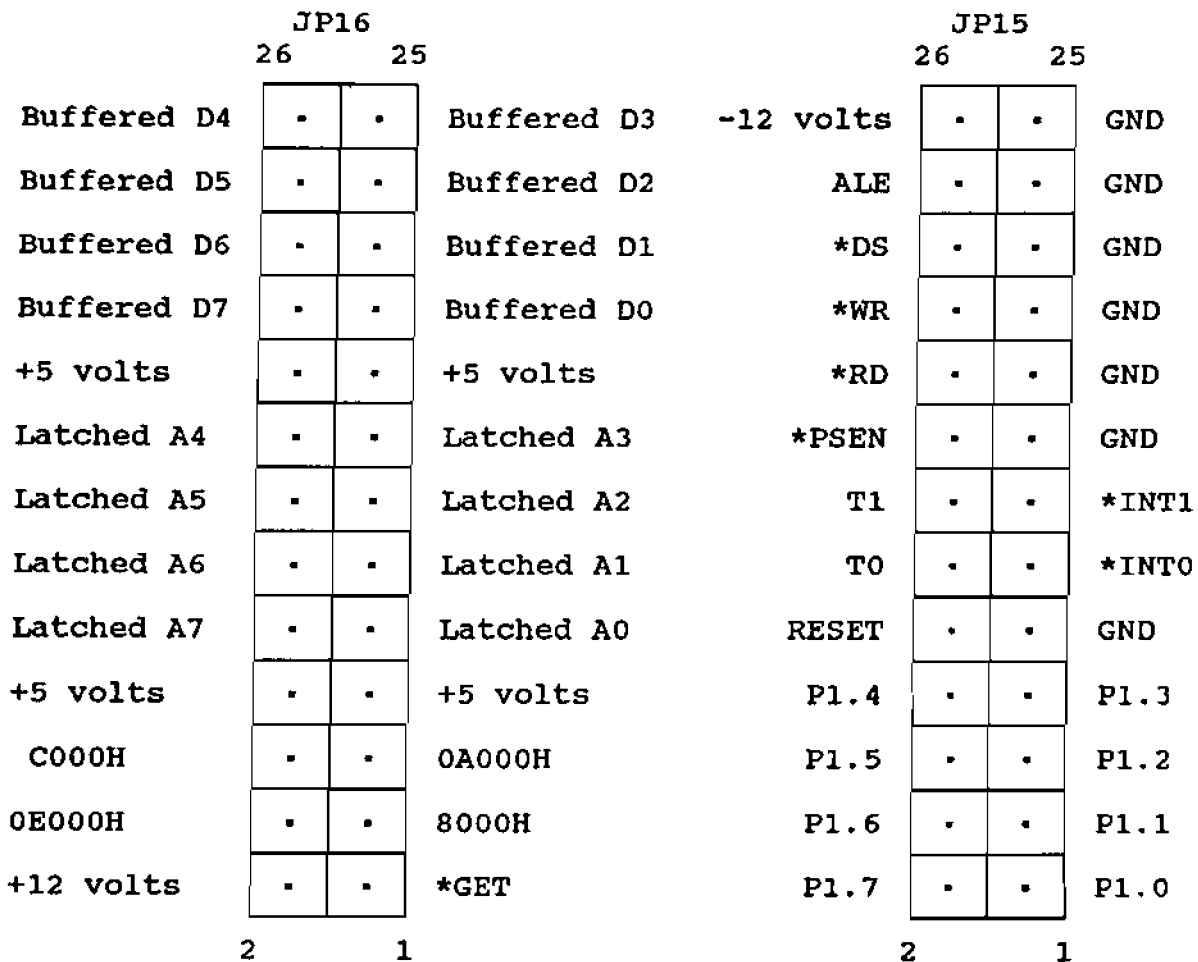 JP16 JP15
26 25 26 25
Buffered D4 Buffered D3 -12 volts GND
Buffered D5 Buffered D2 ALE GND
Buffered D6 Buffered D1 *DS GND
Buffered D7 Buffered D0 *WR GND
+5 volts +5 volts *RD GND
Latched A4 Latched A3 *PSEN GND
Latched A5 Latched A2 T1 *INT1
Latched A6 Latched A1 T0 *INT0
Latched A7 Latched A0 RESET GND
+5 volts +5 volts P1.4 P1.3
C000H 0A000H P1.5 P1.2
0E000H 8000H P1.6 P1.1
+12 volts *GET P1.7 P1.0
2 1 2 1